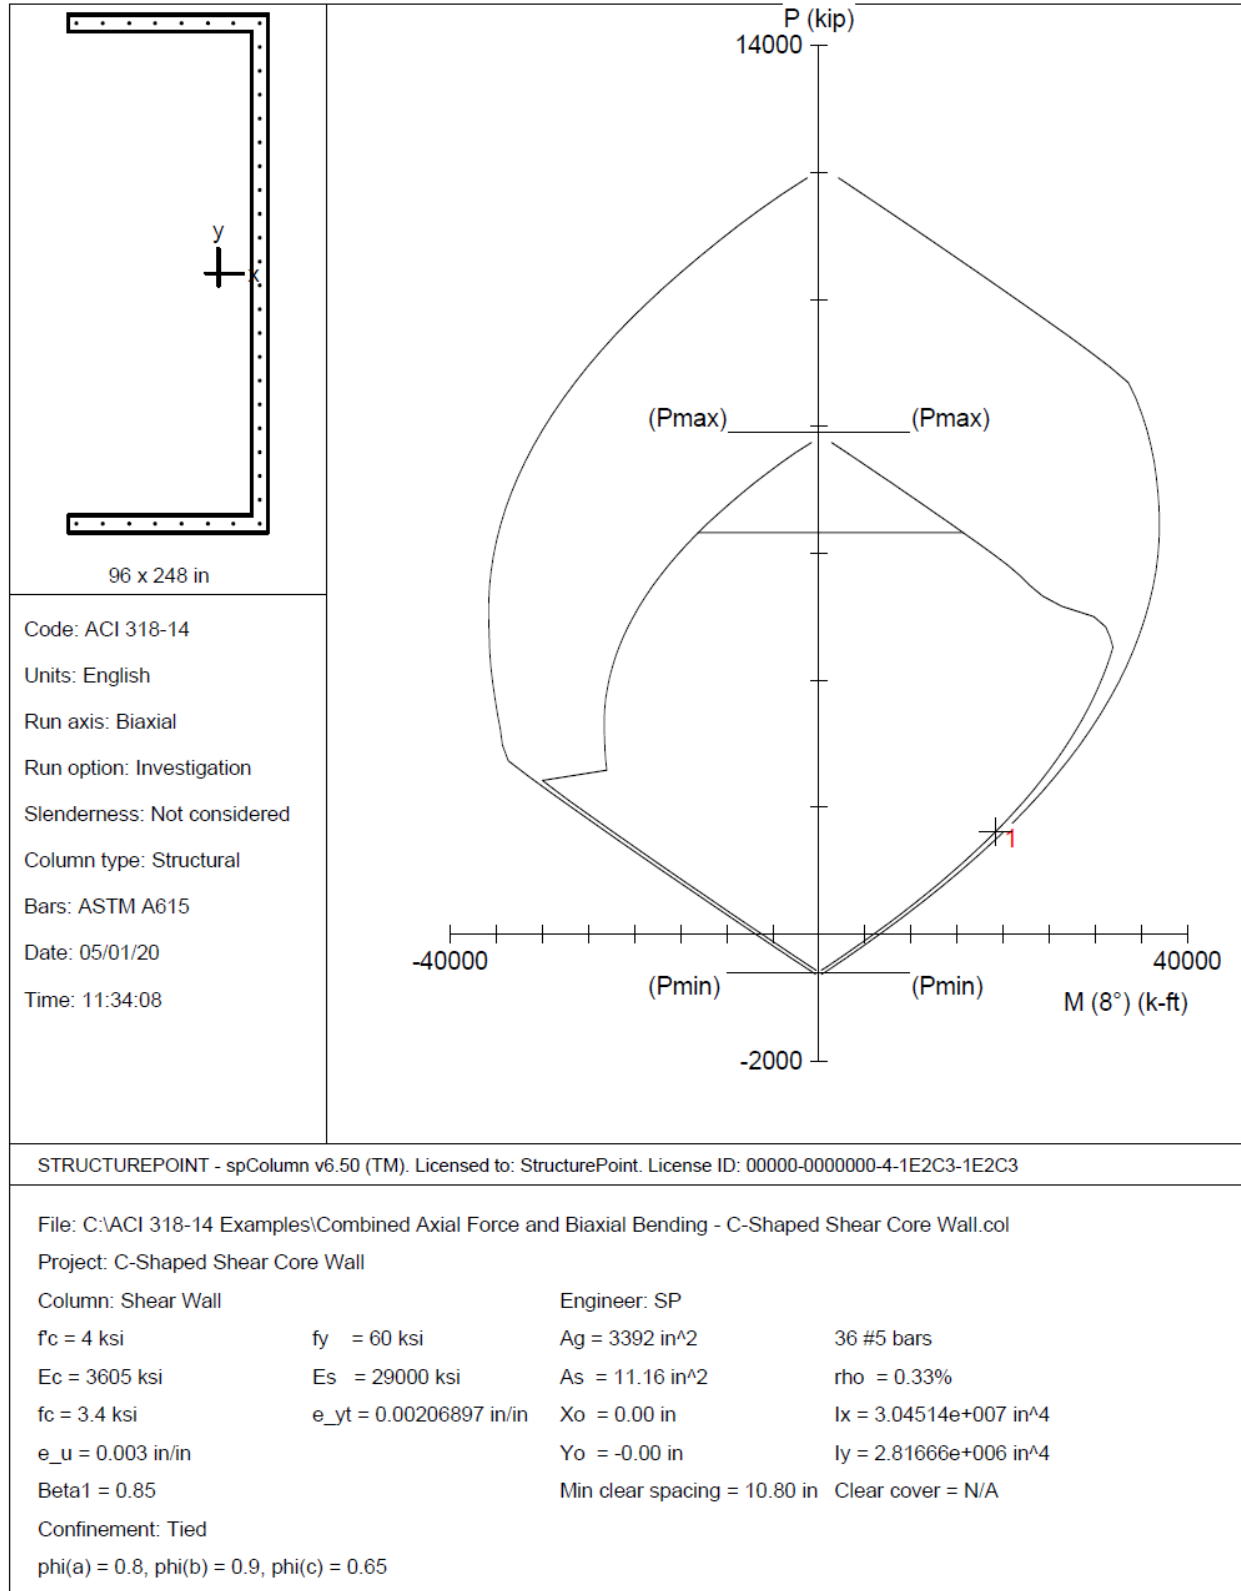 P (kip)
14000
y
x
(Pmax)
(Pmax)
96 x 248 in
Code: ACI 318-14
Units: English
Run axis: Biaxial
Run option: Investigation
Slenderness: Not considered
Column type: Structural
Bars: ASTM A615
Date: 05/01/20
Time: 11:34:08
1
-40000
40000
(Pmin)
(Pmin)
M (8°) (k-ft)
-2000
STRUCTUREPOINT - spColumn v6.50 (TM). Licensed to: StructurePoint. License ID: 00000-0000000-4-1E2C3-1E2C3
File: C:\ACI 318-14 Examples\Combined Axial Force and Biaxial Bending - C-Shaped Shear Core Wall.col
Project: C-Shaped Shear Core Wall
Column: Shear Wall Engineer: SP
f'c = 4 ksi fy = 60 ksi Ag = 3392 in^2 36 #5 bars
Ec = 3605 ksi Es = 29000 ksi As = 11.16 in^2 rho = 0.33%
fc = 3.4 ksi e_yt = 0.00206897 in/in Xo = 0.00 in Ix = 3.04514e+007 in^4
e_u = 0.003 in/in Yo = -0.00 in Iy = 2.81666e+006 in^4
Beta1 = 0.85 Min clear spacing = 10.80 in Clear cover = N/A
Confinement: Tied
phi(a) = 0.8, phi(b) = 0.9, phi(c) = 0.65